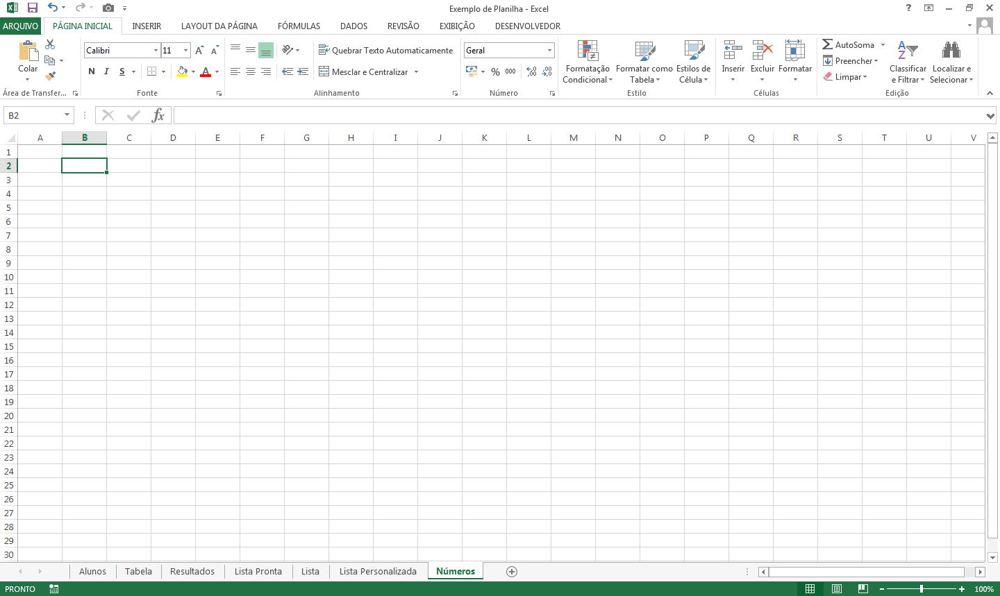 Exemplo de Planilha - Excel
ARQUIVO PÁGINA INICIAL INSERIR LAYOUT DA PÁGINA FÓRMULAS DADOS REVISÃO EXIBIÇÃO DESENVOLVEDOR
Colar
Área de Transfer...
Calibri 11
N I S A
Fonte
Quebrar Texto Automaticamente
Mesclar e Centralizar
Alinhamento
Geral
% 000
Número
Formatação Condicional
Formatar como Tabela
Estilos de Célula
Estilo
Inserir Excluir Formatar
Células
AutoSoma
Preencher
Limpar
Classificar e Filtrar
Localizar e Selecionar
Edição
B2 fx
A B C D E F G H I J K L M N O P Q R S T U V
1
2
3
4
5
6
7
8
9
10
11
12
13
14
15
16
17
18
19
20
21
22
23
24
25
26
27
28
29
30
Alunos Tabela Resultados Lista Pronta Lista Lista Personalizada Números
PRONTO 100%